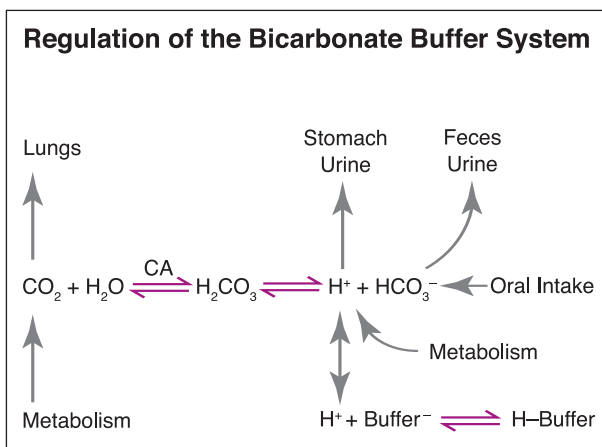 Regulation of the Bicarbonate Buffer System
Stomach
Urine
Feces
Urine
Lungs
CA
CO₂ + H₂O
H₂CO₃
H⁺ + HCO₃⁻
Oral Intake
Metabolism
Metabolism
H⁺ + Buffer⁻
H–Buffer